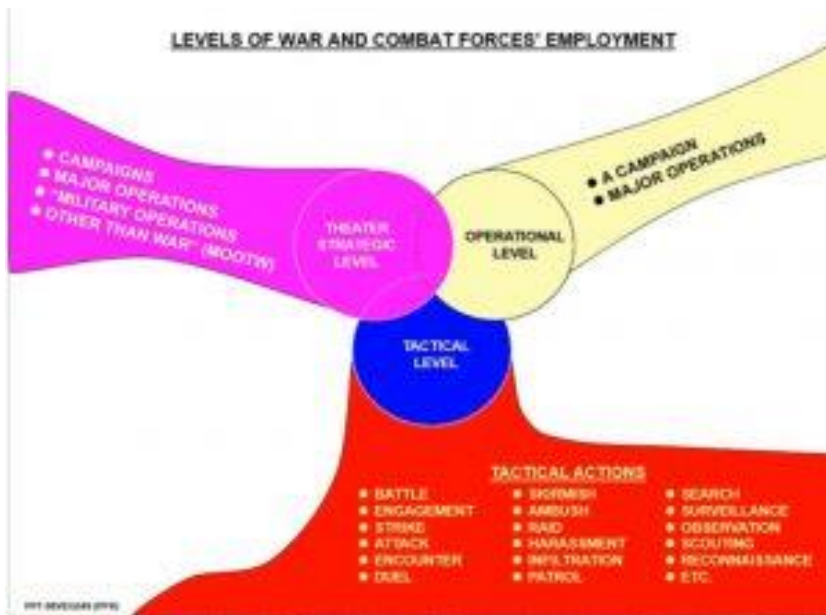 LEVELS OF WAR AND COMBAT FORCES' EMPLOYMENT
● CAMPAIGNS
● MAJOR OPERATIONS
● "MILITARY OPERATIONS
● OTHER THAN WAR" (MOOTW)
THEATER
STRATEGIC
LEVEL
● A CAMPAIGN
● MAJOR OPERATIONS
OPERATIONAL
LEVEL
TACTICAL
LEVEL
TACTICAL ACTIONS
● BATTLE
● ENGAGEMENT
● STRIKE
● ATTACK
● ENCOUNTER
● DUEL
● SKIRMISH
● AMBUSH
● RAID
● HARASSMENT
● INFILTRATION
● PATROL
● SEARCH
● SURVEILLANCE
● OBSERVATION
● SCOUTING
● RECONNAISSANCE
● ETC.